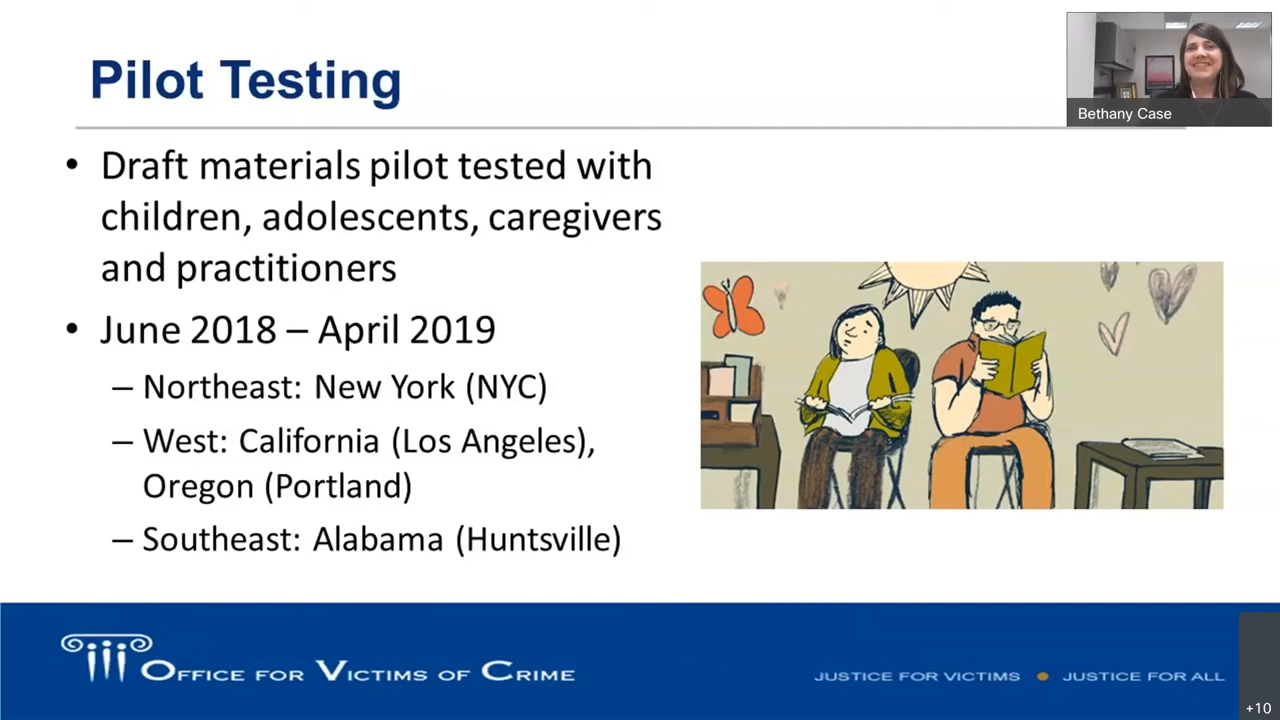 Pilot Testing
Bethany Case
• Draft materials pilot tested with
children, adolescents, caregivers
and practitioners
• June 2018 – April 2019
– Northeast: New York (NYC)
– West: California (Los Angeles),
Oregon (Portland)
– Southeast: Alabama (Huntsville)
OFFICE FOR VICTIMS OF CRIME
JUSTICE FOR VICTIMS • JUSTICE FOR ALL
+10